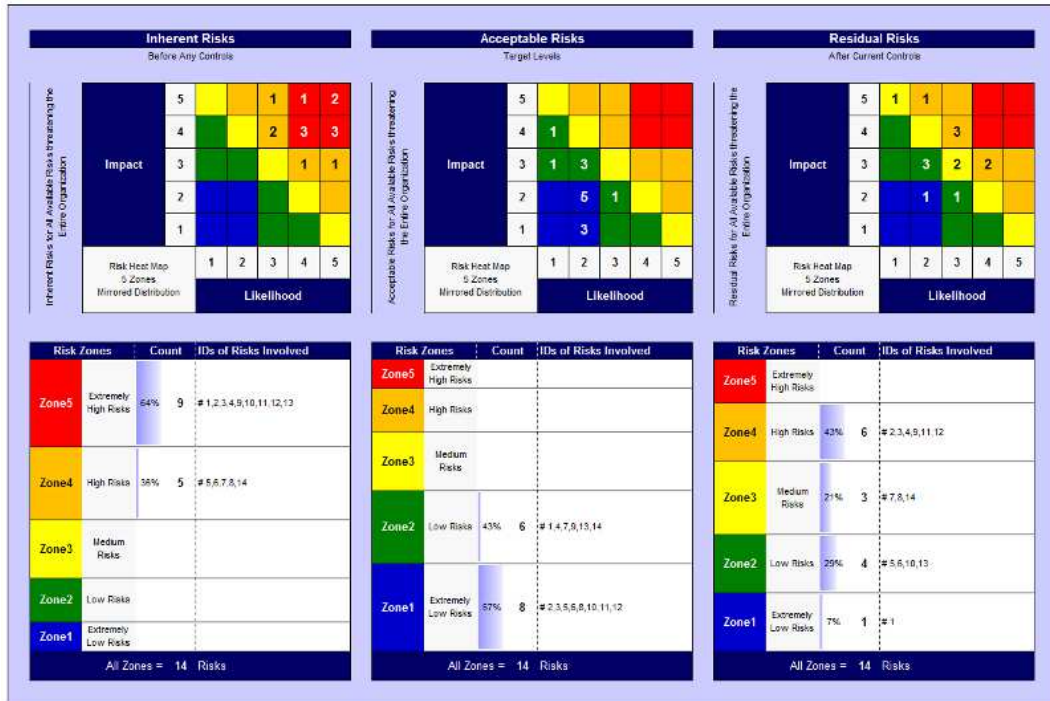 Inherent Risks
Before Any Controls
Inherent Risks for All Available Risks threatening the
Entire Organization
Impact
5 1 1 2
4 2 3 3
3 1 1
2
1
Risk Heat Map
5 Zones
Mirrored Distribution
1 2 3 4 5
Likelihood
Risk Zones Count IDs of Risks Involved
Zone5 Extremely High Risks 64% 9 # 1,2,3,4,9,10,11,12,13
Zone4 High Risks 36% 5 # 5,6,7,8,14
Zone3 Medium Risks
Zone2 Low Risks
Zone1 Extremely Low Risks
All Zones = 14 Risks
Acceptable Risks
Target Levels
Acceptable Risks for All Available Risks threatening
the Entire Organization
Impact
5
4 1
3 1 3
2 5 1
1 3
Risk Heat Map
5 Zones
Mirrored Distribution
1 2 3 4 5
Likelihood
Risk Zones Count IDs of Risks Involved
Zone5 Extremely High Risks
Zone4 High Risks
Zone3 Medium Risks
Zone2 Low Risks 43% 6 # 1,4,7,9,13,14
Zone1 Extremely Low Risks 57% 8 # 2,3,5,6,8,10,11,12
All Zones = 14 Risks
Residual Risks
After Current Controls
Residual Risks for All Available Risks threatening the
Entire Organization
Impact
5 1 1
4 3
3 3 2 2
2 1 1
1
Risk Heat Map
5 Zones
Mirrored Distribution
1 2 3 4 5
Likelihood
Risk Zones Count IDs of Risks Involved
Zone5 Extremely High Risks
Zone4 High Risks 43% 6 # 2,3,4,9,11,12
Zone3 Medium Risks 21% 3 # 7,8,14
Zone2 Low Risks 29% 4 # 5,6,10,13
Zone1 Extremely Low Risks 7% 1 # 1
All Zones = 14 Risks